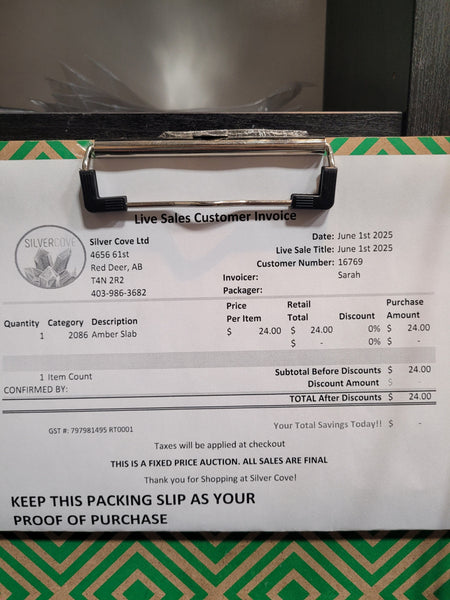 Live Sales Customer Invoice
SILVERCOVE
Silver Cove Ltd
4656 61st
Red Deer, AB
T4N 2R2
403-986-3682
Date: June 1st 2025
Live Sale Title: June 1st 2025
Customer Number: 16769
Invoicer: Sarah
Packager:
Quantity Category Description Price Per Item Retail Total Discount Purchase Amount
1 2086 Amber Slab $ 24.00 $ 24.00 0% $ 24.00
$ - 0% $ -
1 Item Count
Subtotal Before Discounts $ 24.00
CONFIRMED BY:
Discount Amount $ -
TOTAL After Discounts $ 24.00
GST #: 797981495 RT0001
Your Total Savings Today!! $ -
Taxes will be applied at checkout
THIS IS A FIXED PRICE AUCTION. ALL SALES ARE FINAL
Thank you for Shopping at Silver Cove!
KEEP THIS PACKING SLIP AS YOUR
PROOF OF PURCHASE